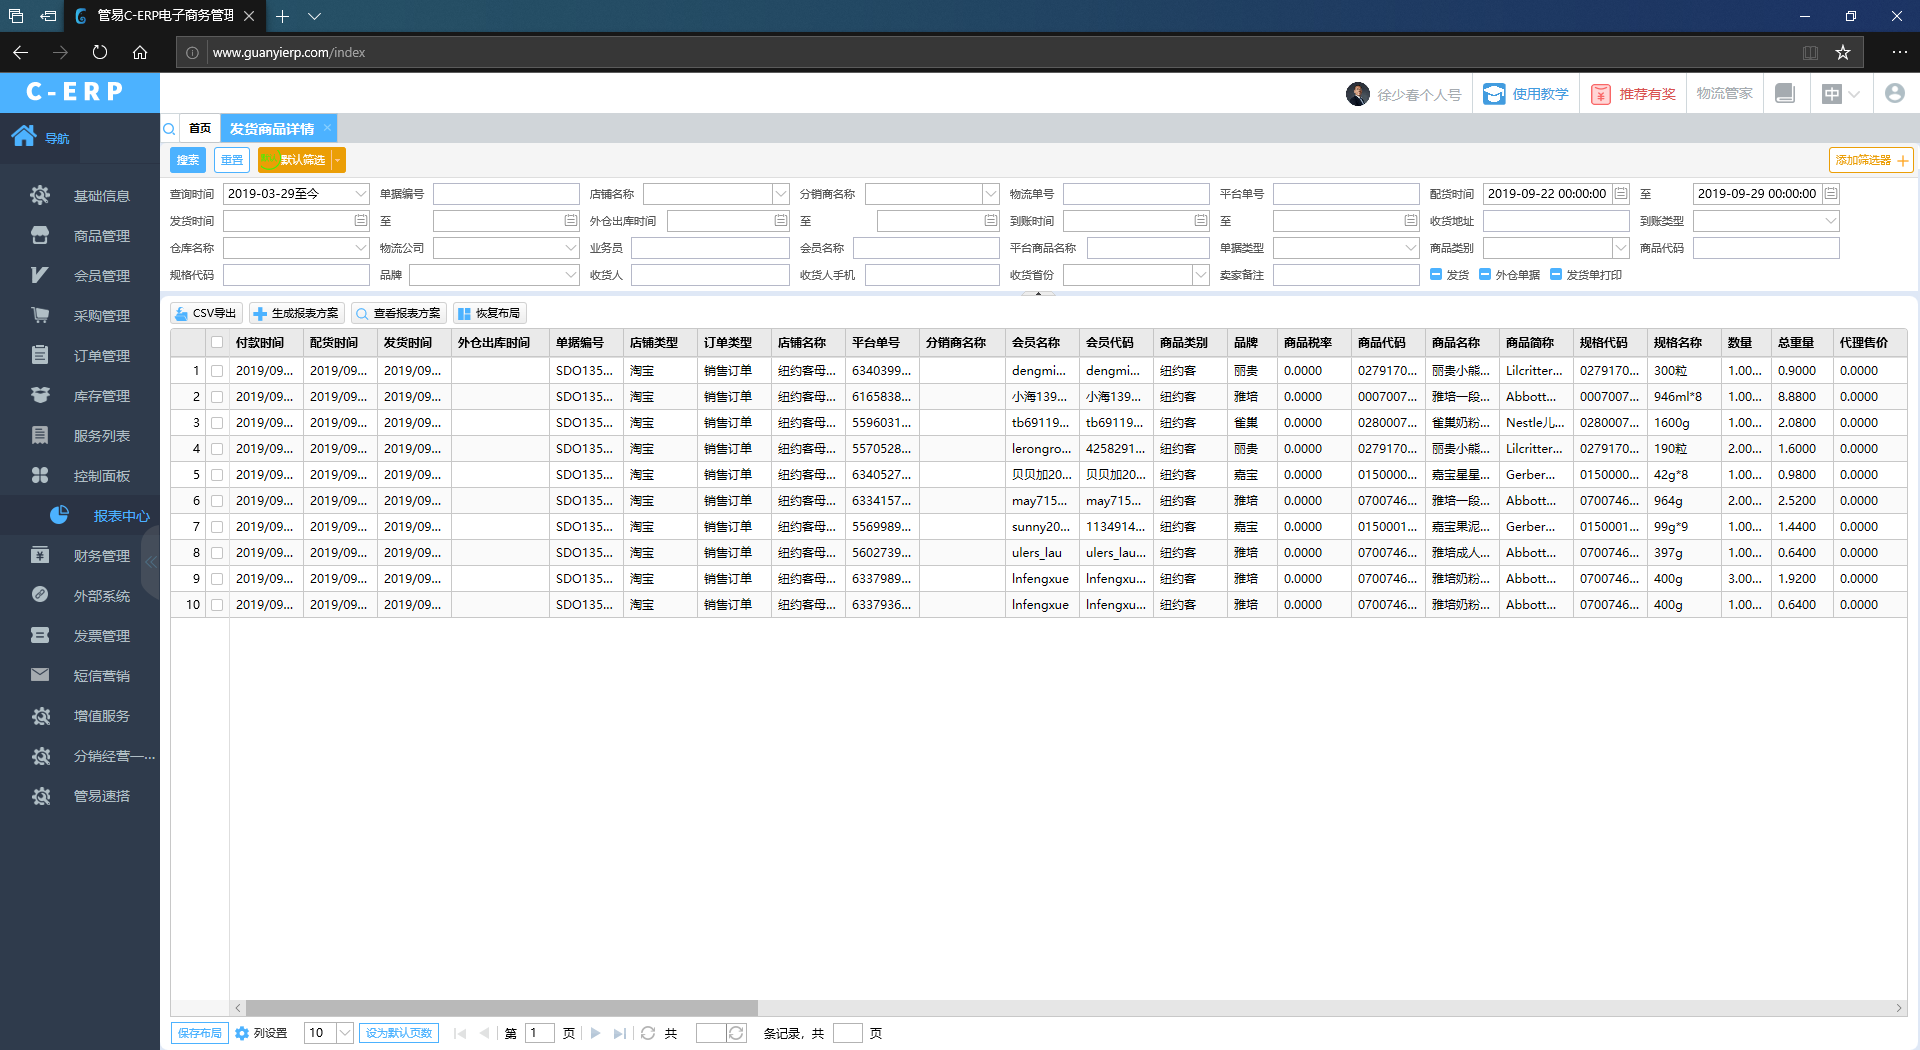 管易C-ERP电子商务管理
www.guanyierp.com/index
C-ERP
徐少春个人号 使用教学 推荐有奖 物流管家 中
导航
首页 发货商品详情
搜索 重置 默认筛选 添加筛选器
查询时间 2019-03-29至今 单据编号 店铺名称 分销商名称 物流单号 平台单号 配货时间 2019-09-22 00:00:00 至 2019-09-29 00:00:00
发货时间 至 外仓出库时间 至 到账时间 至 收货地址 到账类型
仓库名称 物流公司 业务员 会员名称 平台商品名称 单据类型 商品类别 商品代码
规格代码 品牌 收货人 收货人手机 收货省份 卖家备注 发货 外仓单据 发货单打印
基础信息
商品管理
会员管理
采购管理
订单管理
库存管理
服务列表
控制面板
报表中心
财务管理
外部系统
发票管理
短信营销
增值服务
分销经营一...
管易速搭
CSV导出 生成报表方案 查看报表方案 恢复布局
付款时间 配货时间 发货时间 外仓出库时间 单据编号 店铺类型 订单类型 店铺名称 平台单号 分销商名称 会员名称 会员代码 商品类别 品牌 商品税率 商品代码 商品名称 商品简称 规格代码 规格名称 数量 总重量 代理售价
1 2019/09... 2019/09... 2019/09... SDO135... 淘宝 销售订单 纽约客母... 6340399... dengmi... dengmi... 纽约客 丽贵 0.0000 0279170... 丽贵小熊... Lilcritter... 0279170... 300粒 1.00... 0.9000 0.0000
2 2019/09... 2019/09... 2019/09... SDO135... 淘宝 销售订单 纽约客母... 6165838... 小海139... 小海139... 纽约客 雅培 0.0000 0007007... 雅培一段... Abbott... 0007007... 946ml*8 1.00... 8.8800 0.0000
3 2019/09... 2019/09... 2019/09... SDO135... 淘宝 销售订单 纽约客母... 5596031... tb69119... tb69119... 纽约客 雀巢 0.0000 0280007... 雀巢奶粉... Nestle儿... 0280007... 1600g 1.00... 2.0800 0.0000
4 2019/09... 2019/09... 2019/09... SDO135... 淘宝 销售订单 纽约客母... 5570528... lerongro... 4258291... 纽约客 丽贵 0.0000 0279170... 丽贵小熊... Lilcritter... 0279170... 190粒 2.00... 1.6000 0.0000
5 2019/09... 2019/09... 2019/09... SDO135... 淘宝 销售订单 纽约客母... 6340527... 贝贝加20... 贝贝加20... 纽约客 嘉宝 0.0000 0150000... 嘉宝星星... Gerber... 0150000... 42g*8 1.00... 0.9800 0.0000
6 2019/09... 2019/09... 2019/09... SDO135... 淘宝 销售订单 纽约客母... 6334157... may715... may715... 纽约客 雅培 0.0000 0700746... 雅培一段... Abbott... 0700746... 964g 2.00... 2.5200 0.0000
7 2019/09... 2019/09... 2019/09... SDO135... 淘宝 销售订单 纽约客母... 5569989... sunny20... 1134914... 纽约客 嘉宝 0.0000 0150001... 嘉宝果泥... Gerber... 0150001... 99g*9 1.00... 1.4400 0.0000
8 2019/09... 2019/09... 2019/09... SDO135... 淘宝 销售订单 纽约客母... 5602739... ulers_lau ulers_lau... 纽约客 雅培 0.0000 0700746... 雅培成人... Abbott... 0700746... 397g 1.00... 0.6400 0.0000
9 2019/09... 2019/09... 2019/09... SDO135... 淘宝 销售订单 纽约客母... 6337989... lnfengxue lnfengxu... 纽约客 雅培 0.0000 0700746... 雅培奶粉... Abbott... 0700746... 400g 3.00... 1.9200 0.0000
10 2019/09... 2019/09... 2019/09... SDO135... 淘宝 销售订单 纽约客母... 6337936... lnfengxue lnfengxu... 纽约客 雅培 0.0000 0700746... 雅培奶粉... Abbott... 0700746... 400g 1.00... 0.6400 0.0000
保存布局 列设置 10 设为默认页数 第 1 页 共 条记录，共 页